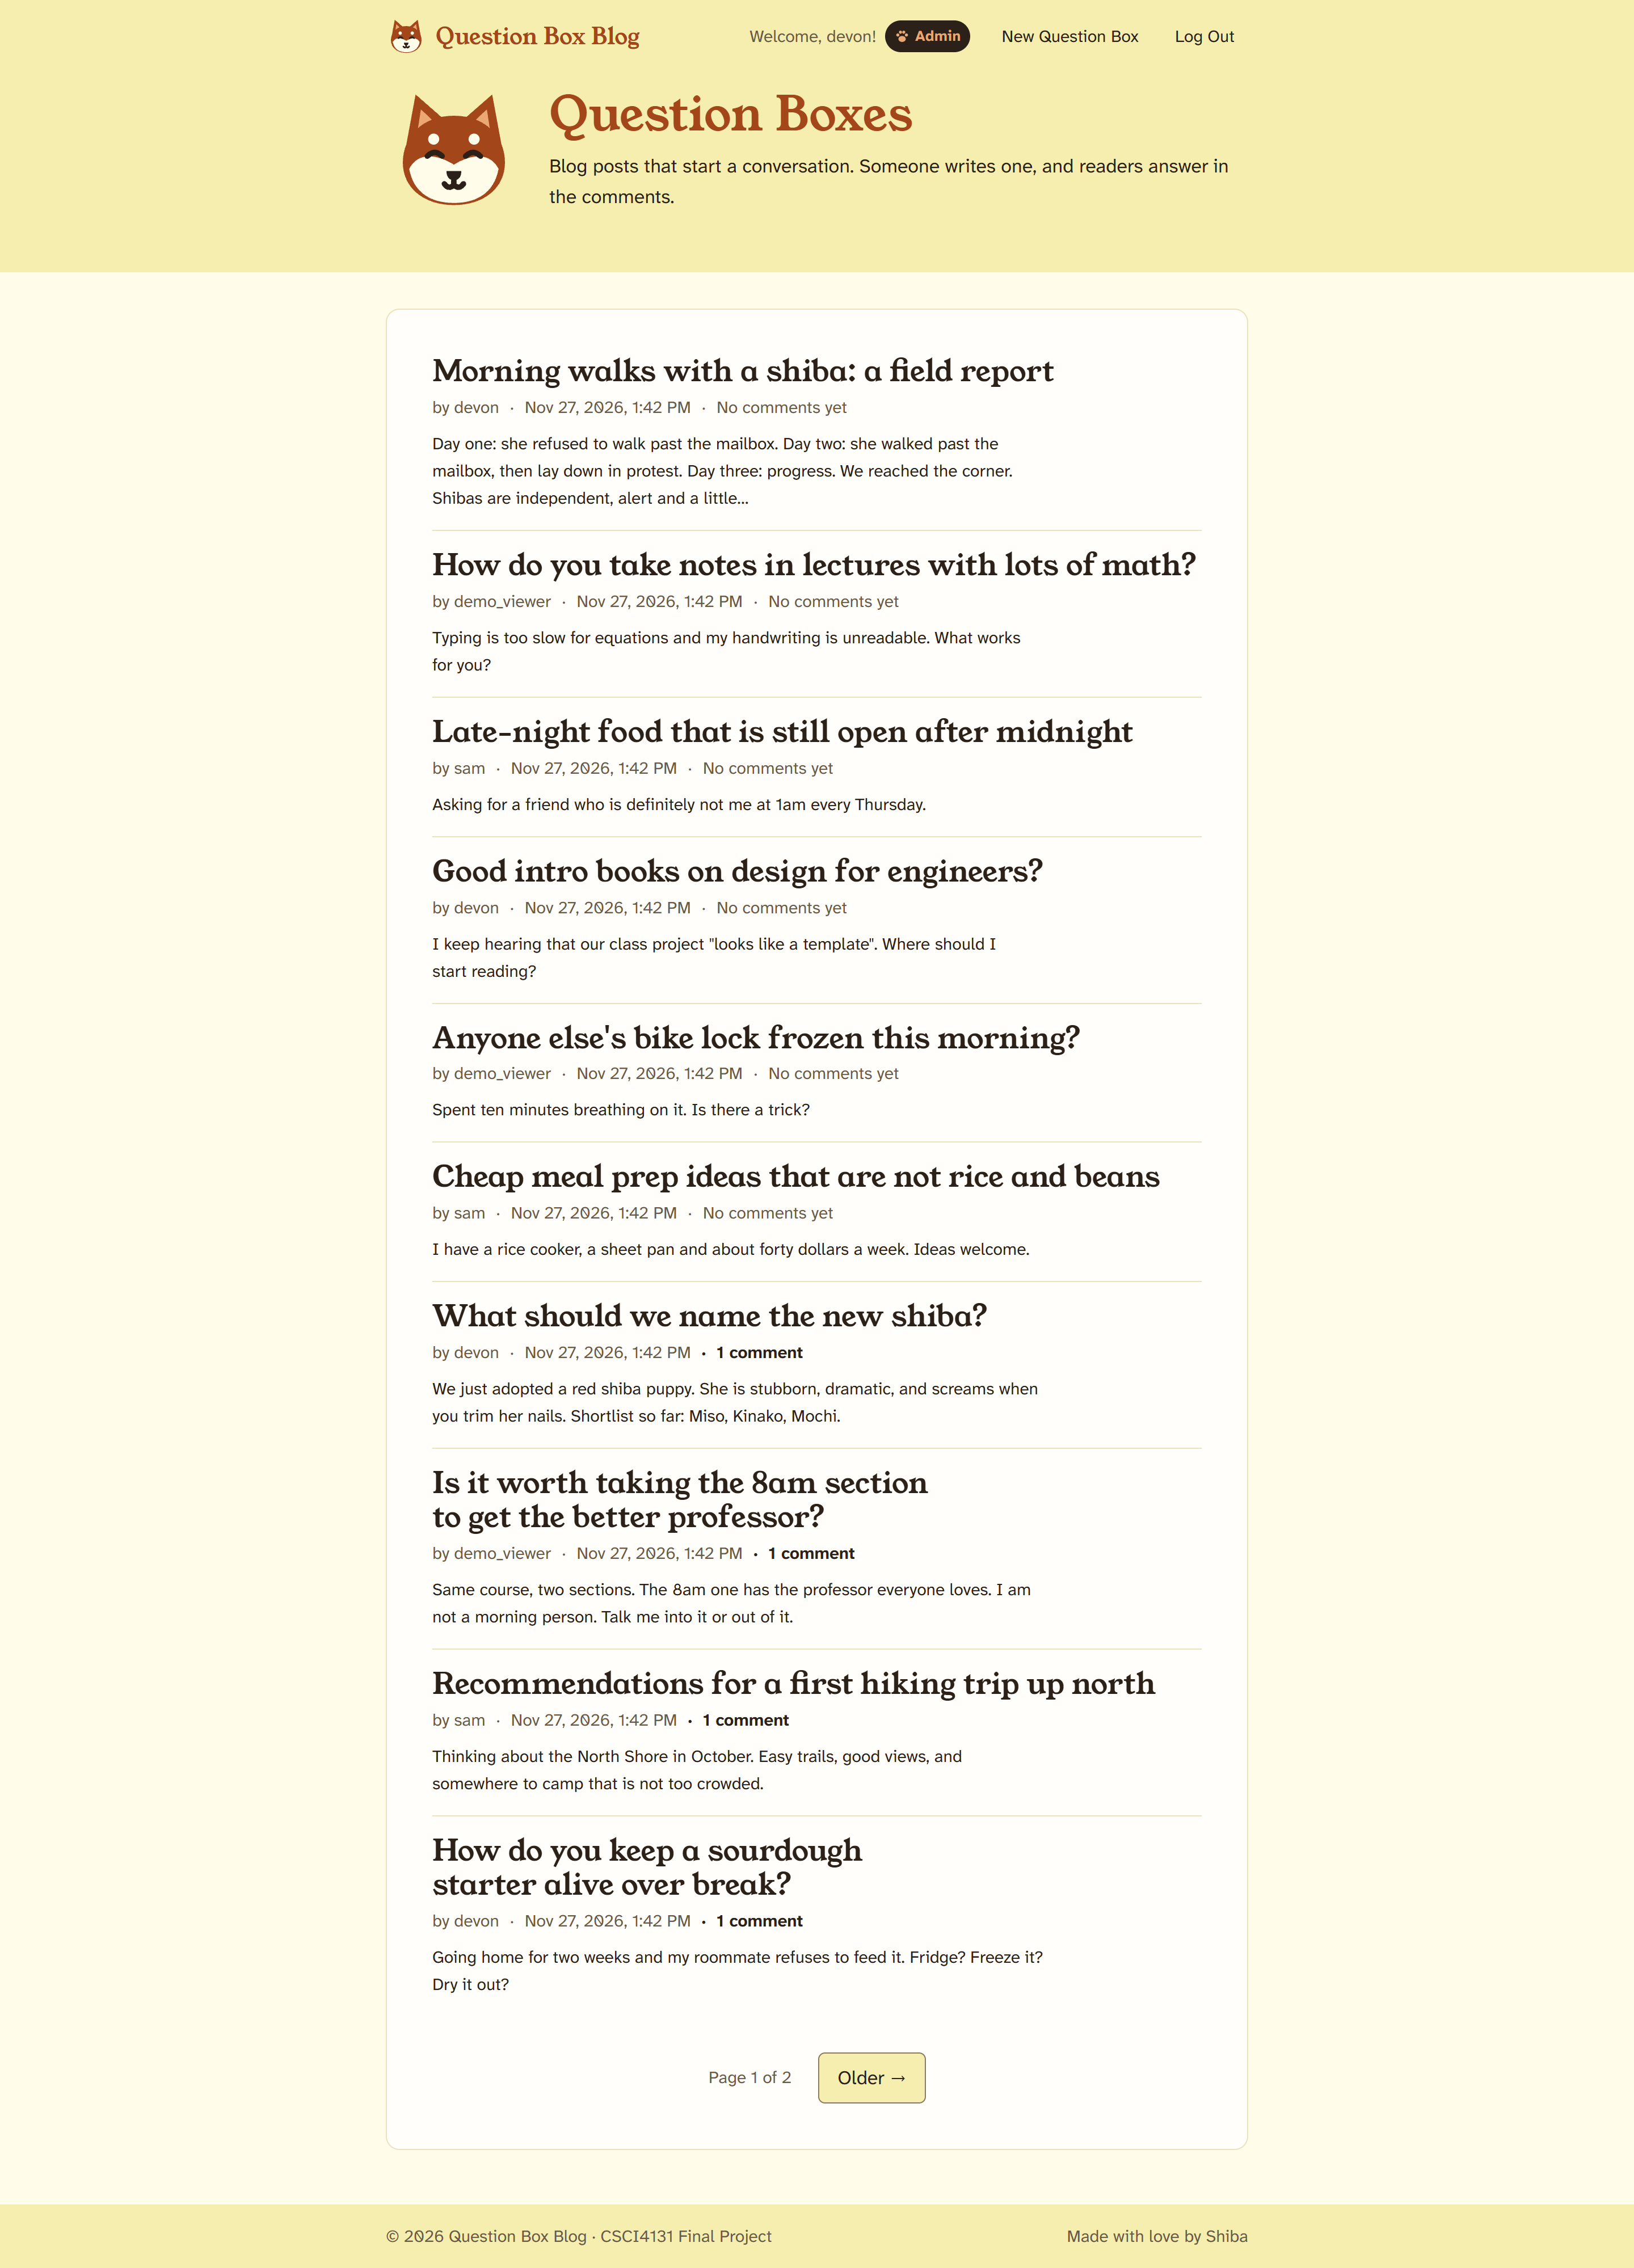 Question Box Blog
Welcome, devon! Admin New Question Box Log Out
Question Boxes
Blog posts that start a conversation. Someone writes one, and readers answer in
the comments.
Morning walks with a shiba: a field report
by devon · Nov 27, 2026, 1:42 PM · No comments yet
Day one: she refused to walk past the mailbox. Day two: she walked past the
mailbox, then lay down in protest. Day three: progress. We reached the corner.
Shibas are independent, alert and a little...
How do you take notes in lectures with lots of math?
by demo_viewer · Nov 27, 2026, 1:42 PM · No comments yet
Typing is too slow for equations and my handwriting is unreadable. What works
for you?
Late-night food that is still open after midnight
by sam · Nov 27, 2026, 1:42 PM · No comments yet
Asking for a friend who is definitely not me at 1am every Thursday.
Good intro books on design for engineers?
by devon · Nov 27, 2026, 1:42 PM · No comments yet
I keep hearing that our class project "looks like a template". Where should I
start reading?
Anyone else's bike lock frozen this morning?
by demo_viewer · Nov 27, 2026, 1:42 PM · No comments yet
Spent ten minutes breathing on it. Is there a trick?
Cheap meal prep ideas that are not rice and beans
by sam · Nov 27, 2026, 1:42 PM · No comments yet
I have a rice cooker, a sheet pan and about forty dollars a week. Ideas welcome.
What should we name the new shiba?
by devon · Nov 27, 2026, 1:42 PM · 1 comment
We just adopted a red shiba puppy. She is stubborn, dramatic, and screams when
you trim her nails. Shortlist so far: Miso, Kinako, Mochi.
Is it worth taking the 8am section
to get the better professor?
by demo_viewer · Nov 27, 2026, 1:42 PM · 1 comment
Same course, two sections. The 8am one has the professor everyone loves. I am
not a morning person. Talk me into it or out of it.
Recommendations for a first hiking trip up north
by sam · Nov 27, 2026, 1:42 PM · 1 comment
Thinking about the North Shore in October. Easy trails, good views, and
somewhere to camp that is not too crowded.
How do you keep a sourdough
starter alive over break?
by devon · Nov 27, 2026, 1:42 PM · 1 comment
Going home for two weeks and my roommate refuses to feed it. Fridge? Freeze it?
Dry it out?
Page 1 of 2 Older →
© 2026 Question Box Blog · CSCI4131 Final Project
Made with love by Shiba